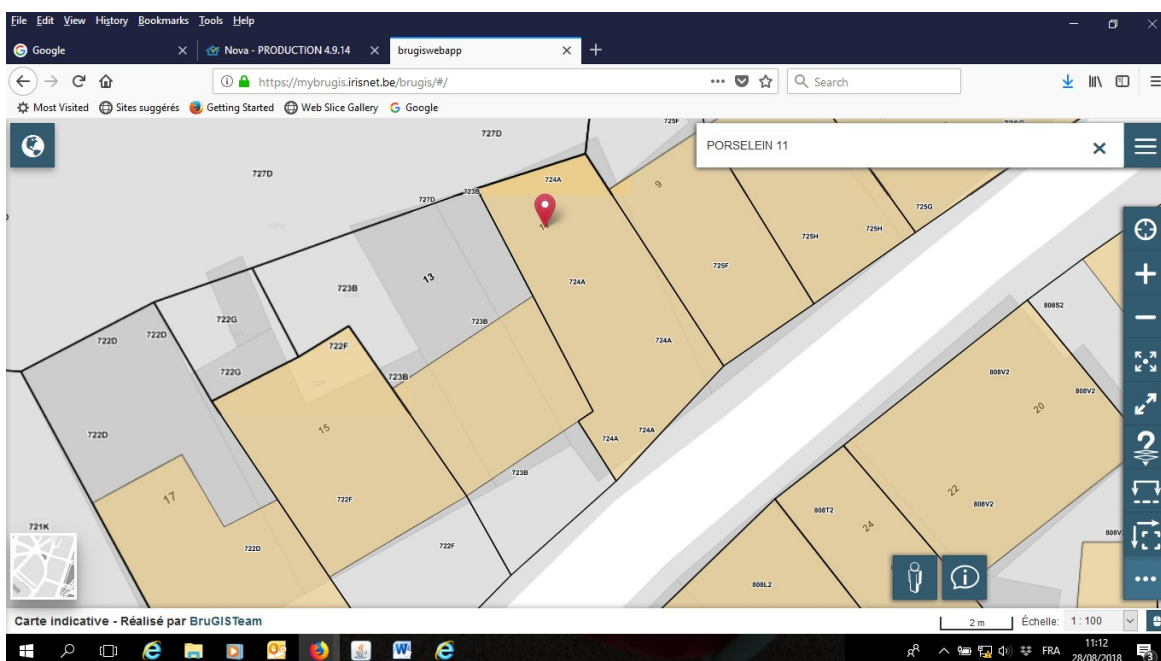 File Edit View History Bookmarks Tools Help
Google
Nova - PRODUCTION 4.9.14
brugiswebapp
https://mybrugis.irisnet.be/brugis/#/
Search
Most Visited Sites suggérés Getting Started Web Slice Gallery Google
PORSELEIN 11
725F
727D
727D
724A
9
723B
727D
725G
725H
725H
13
725F
723B
724A
808S2
722G
723B
722D
722D
724A
722F
722G
723B
808V2
808V2
20
15
722D
724A
724A
723B
17
22
722F
808V2
808T2
24
721K
722D
722F
808L2
Carte indicative - Réalisé par BruGISTeam
2 m
Échelle: 1 : 100
FRA
11:12
28/08/2018